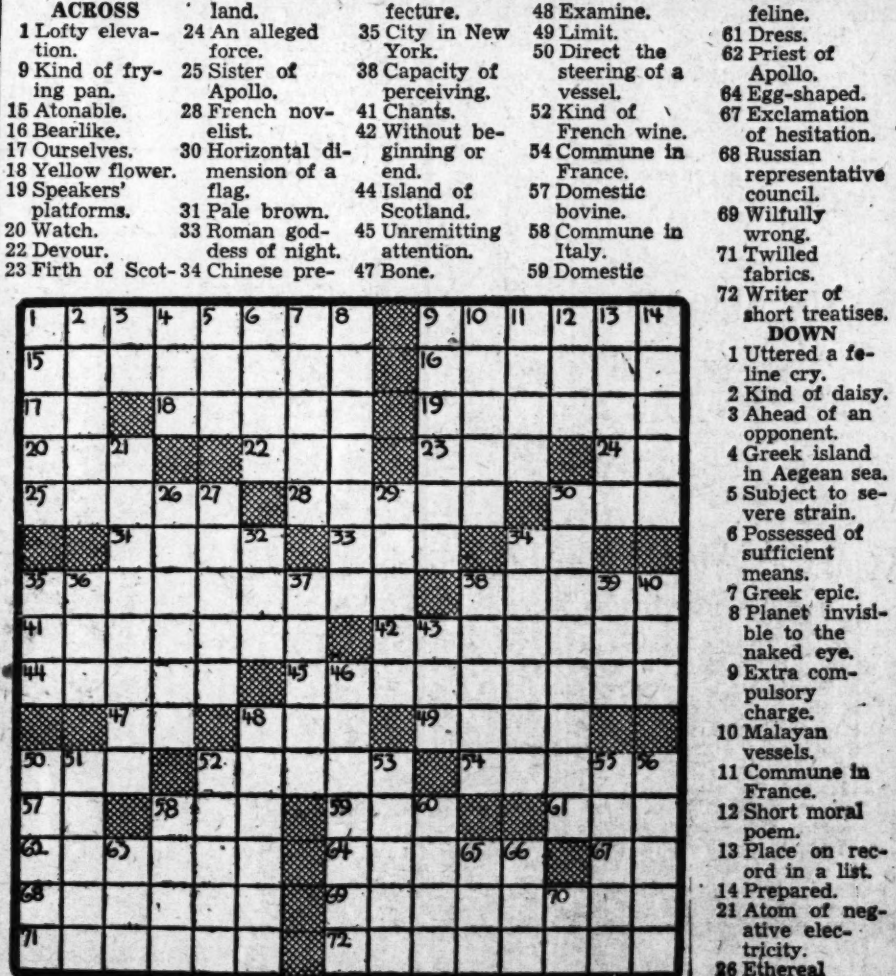 ACROSS
1 Lofty eleva-
tion.
9 Kind of fry-
ing pan.
15 Atonable.
16 Bearlike.
17 Ourselves.
18 Yellow flower.
19 Speakers'
platforms.
20 Watch.
22 Devour.
23 Firth of Scot-
land.
24 An alleged
force.
25 Sister of
Apollo.
28 French nov-
elist.
30 Horizontal di-
mension of a
flag.
31 Pale brown.
33 Roman god-
dess of night.
34 Chinese pre-
fecture.
35 City in New
York.
38 Capacity of
perceiving.
41 Chants.
42 Without be-
ginning or
end.
44 Island of
Scotland.
45 Unremitting
attention.
47 Bone.
48 Examine.
49 Limit.
50 Direct the
steering of a
vessel.
52 Kind of
French wine.
54 Commune in
France.
57 Domestic
bovine.
58 Commune in
Italy.
59 Domestic
feline.
61 Dress.
62 Priest of
Apollo.
64 Egg-shaped.
67 Exclamation
of hesitation.
68 Russian
representative
council.
69 Wilfully
wrong.
71 Twilled
fabrics.
72 Writer of
short treatises.
DOWN
1 Uttered a fe-
line cry.
2 Kind of daisy.
3 Ahead of an
opponent.
4 Greek island
in Aegean sea.
5 Subject to se-
vere strain.
6 Possessed of
sufficient
means.
7 Greek epic.
8 Planet invisi-
ble to the
naked eye.
9 Extra com-
pulsory
charge.
10 Malayan
vessels.
11 Commune in
France.
12 Short moral
poem.
13 Place on rec-
ord in a list.
14 Prepared.
21 Atom of neg-
ative elec-
tricity.
26 Ethereal
1 2 3 4 5 6 7 8 9 10 11 12 13 14
15 16
17 18 19
20 21 22 23 24
25 26 27 28 29 30
31 32 33 34
35 36 37 38 39 40
41 42 43
44 45 46
47 48 49
50 51 52 53 54 55 56
57 58 59 60 61
62 63 64 65 66 67
68 69 70
71 72